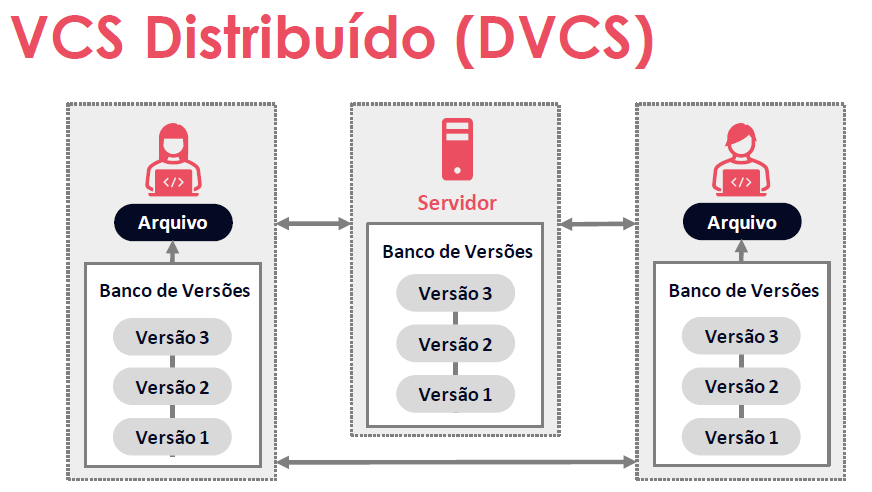 VCS Distribuído (DVCS)
</>
Arquivo
Banco de Versões
Versão 3
Versão 2
Versão 1
Servidor
Banco de Versões
Versão 3
Versão 2
Versão 1
</>
Arquivo
Banco de Versões
Versão 3
Versão 2
Versão 1